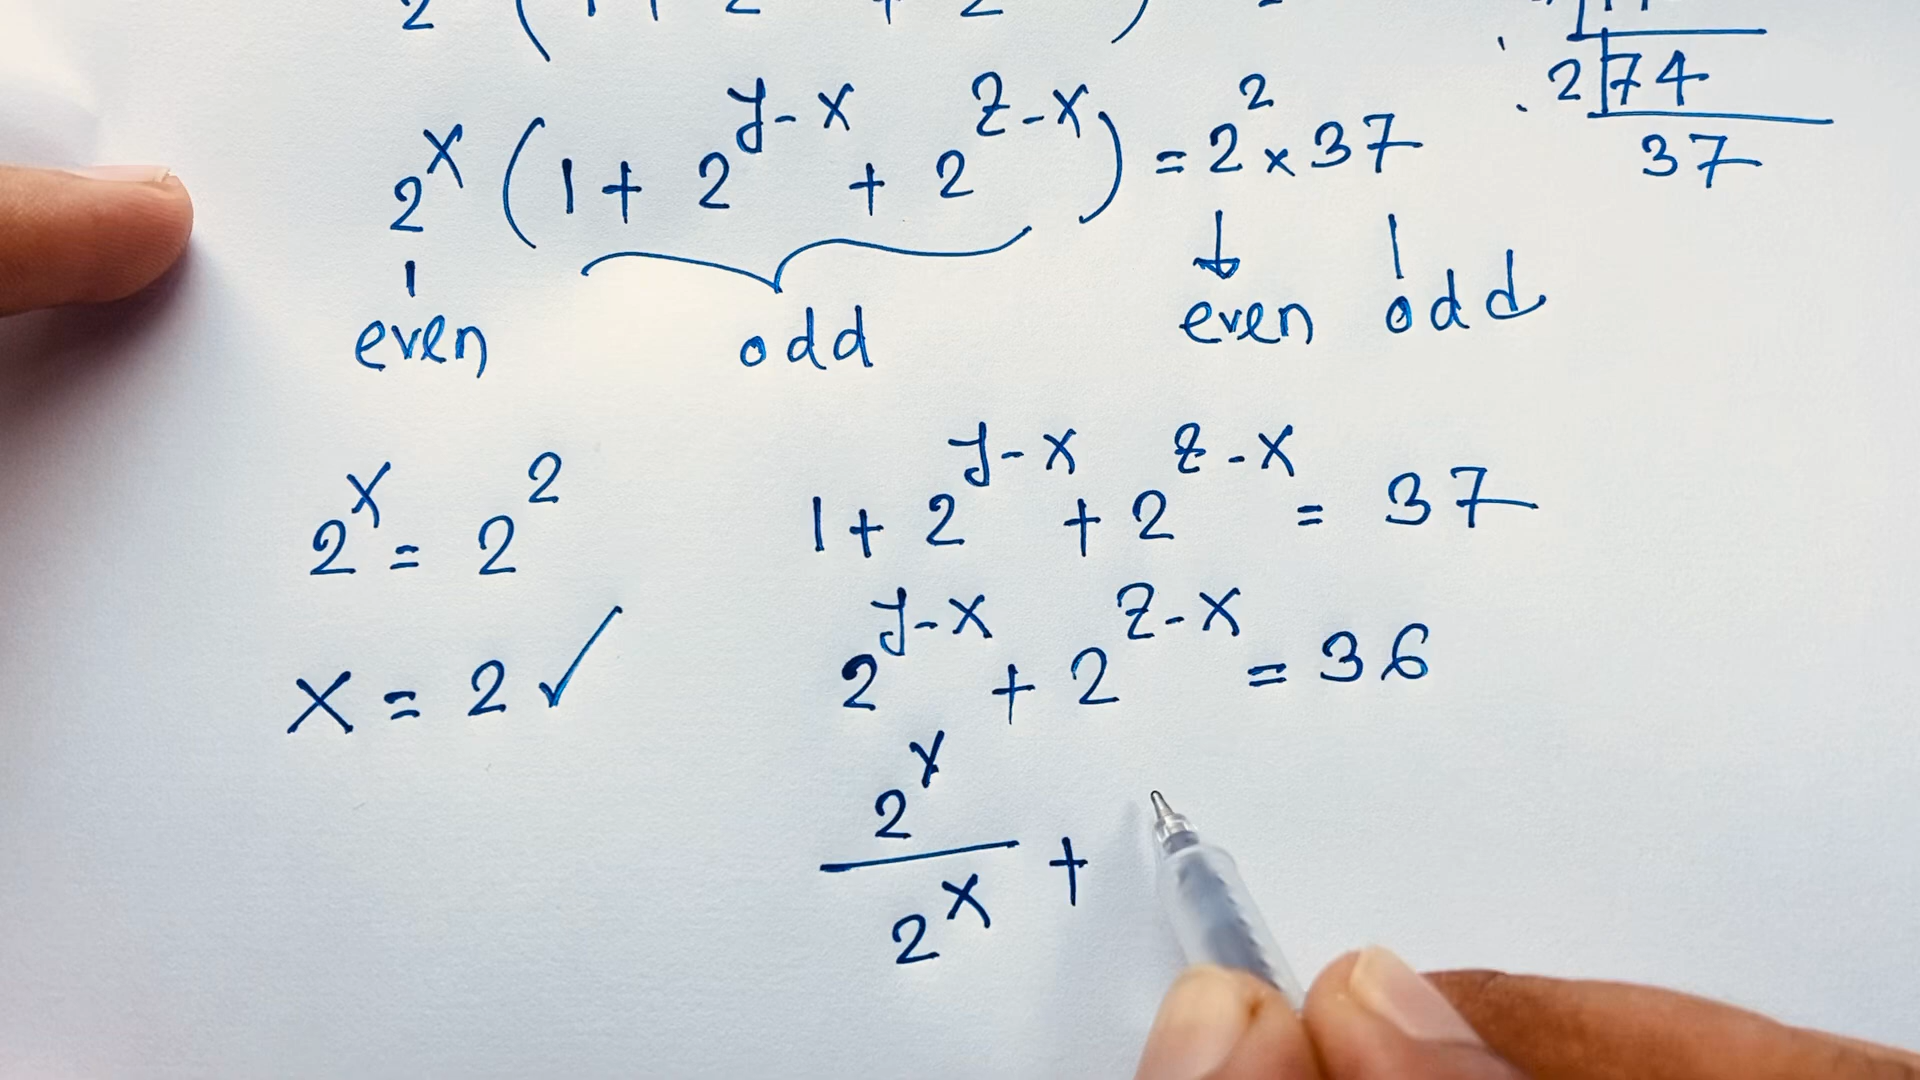 2 74
2^x (1 + 2^(y-x) + 2^(z-x)) = 2^2 × 37
37
even odd even odd
2^x = 2^2
1 + 2^(y-x) + 2^(z-x) = 37
2^(y-x) + 2^(z-x) = 36
x = 2 ✓
2^y / 2^x +